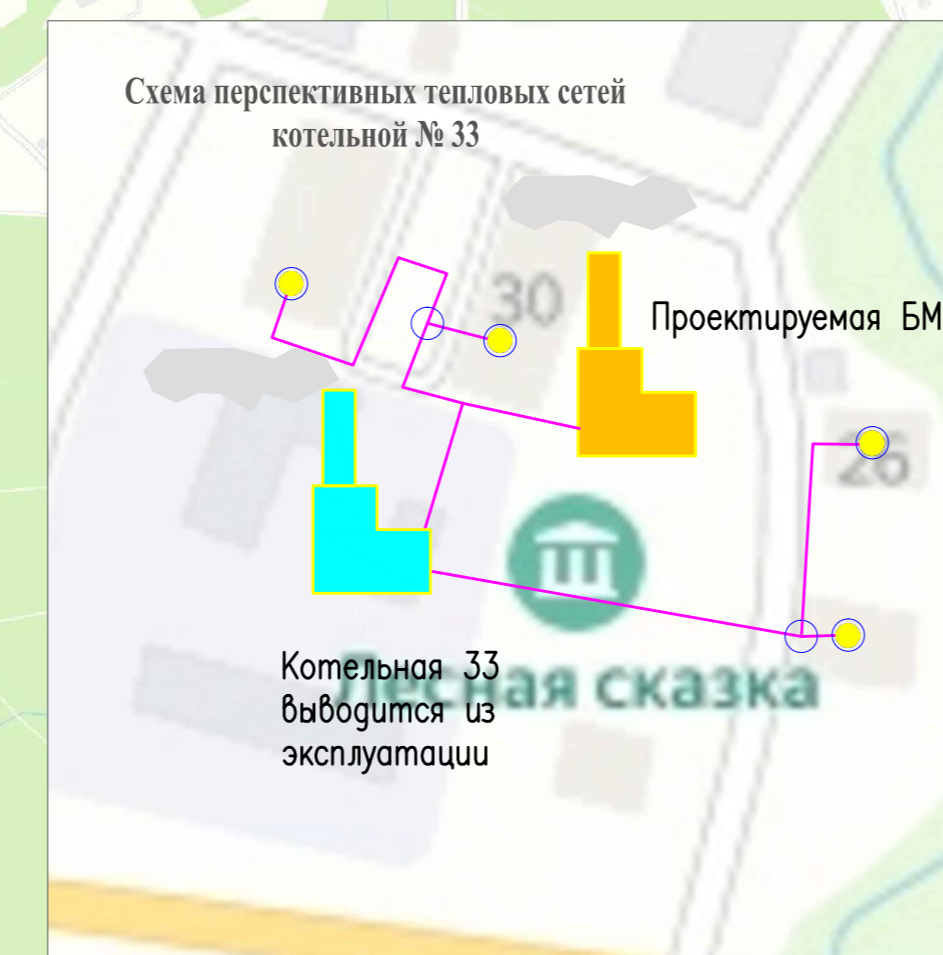 Схема перспективных тепловых сетей
котельной № 33
30
Проектируемая БМ
26
Лесная сказка
Котельная 33
выводится из
эксплуатации